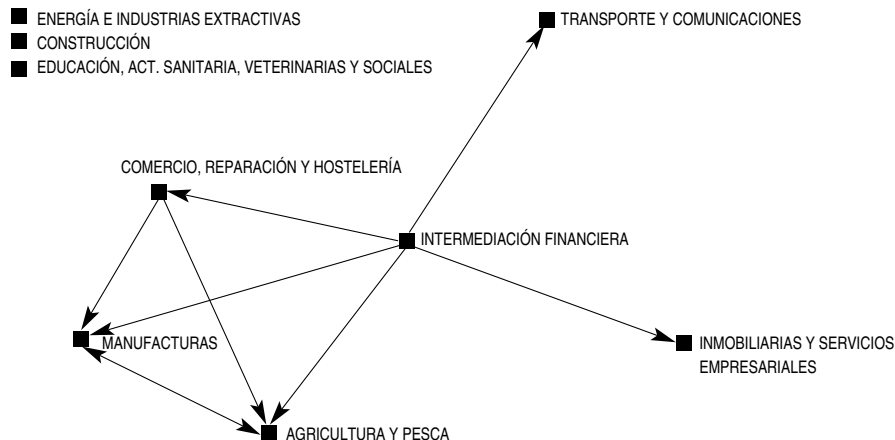 ENERGÍA E INDUSTRIAS EXTRACTIVAS
CONSTRUCCIÓN
EDUCACIÓN, ACT. SANITARIA, VETERINARIAS Y SOCIALES
TRANSPORTE Y COMUNICACIONES
COMERCIO, REPARACIÓN Y HOSTELERÍA
INTERMEDIACIÓN FINANCIERA
MANUFACTURAS
INMOBILIARIAS Y SERVICIOS
EMPRESARIALES
AGRICULTURA Y PESCA